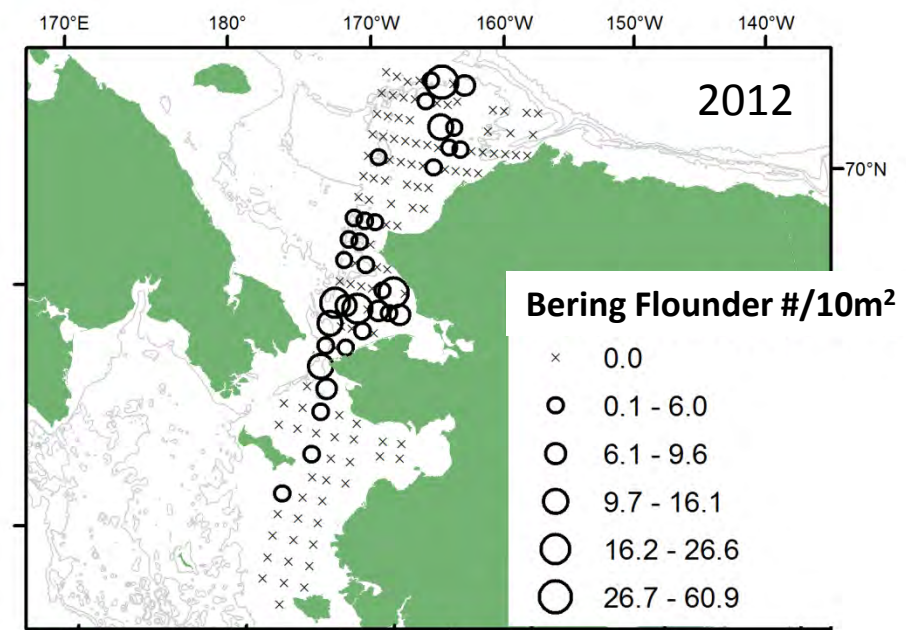 170°E 180° 170°W 160°W 150°W 140°W
2012
70°N
Bering Flounder #/10m²
0.0
0.1 - 6.0
6.1 - 9.6
9.7 - 16.1
16.2 - 26.6
26.7 - 60.9